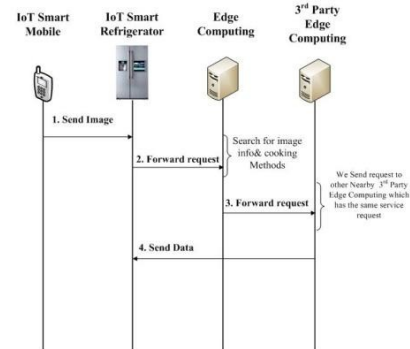 IoT Smart
Mobile
IoT Smart
Refrigerator
Edge
Computing
3rd Party
Edge
Computing
1. Send Image
2. Forward request
Search for image
info& cooking
Methods
3. Forward request
We Send request to
other Nearby 3rd Party
Edge Computing which
has the same service
request
4. Send Data